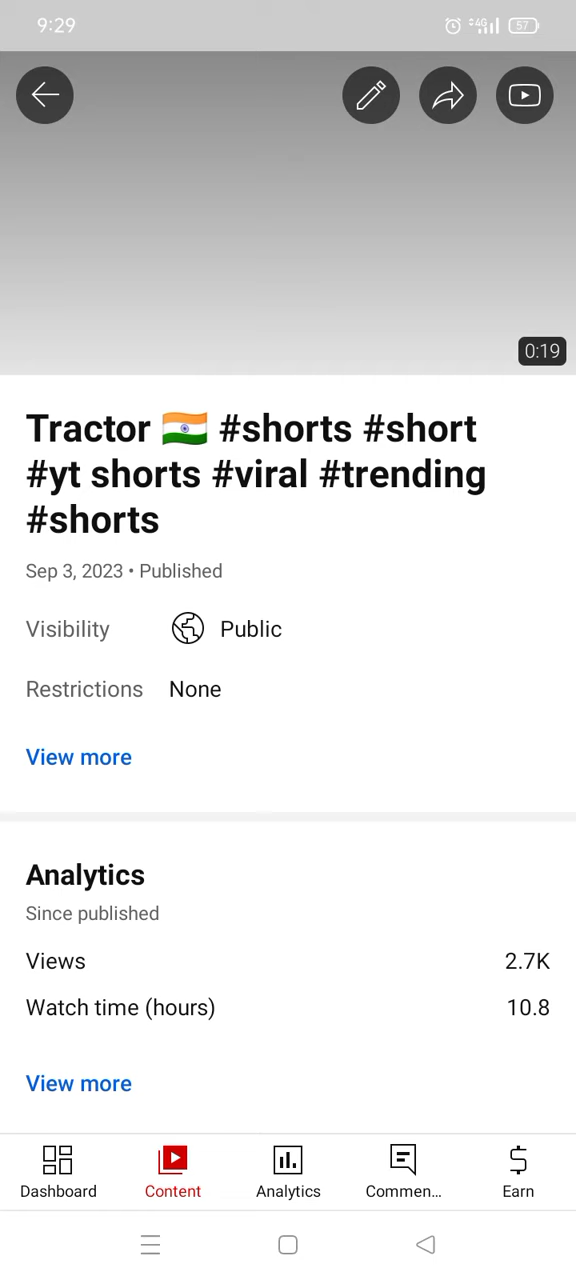 9:29
4G
57
0:19
Tractor 🇮🇳 #shorts #short
#yt shorts #viral #trending
#shorts
Sep 3, 2023 • Published
Visibility Public
Restrictions None
View more
Analytics
Since published
Views 2.7K
Watch time (hours) 10.8
View more
Dashboard Content Analytics Commen... Earn